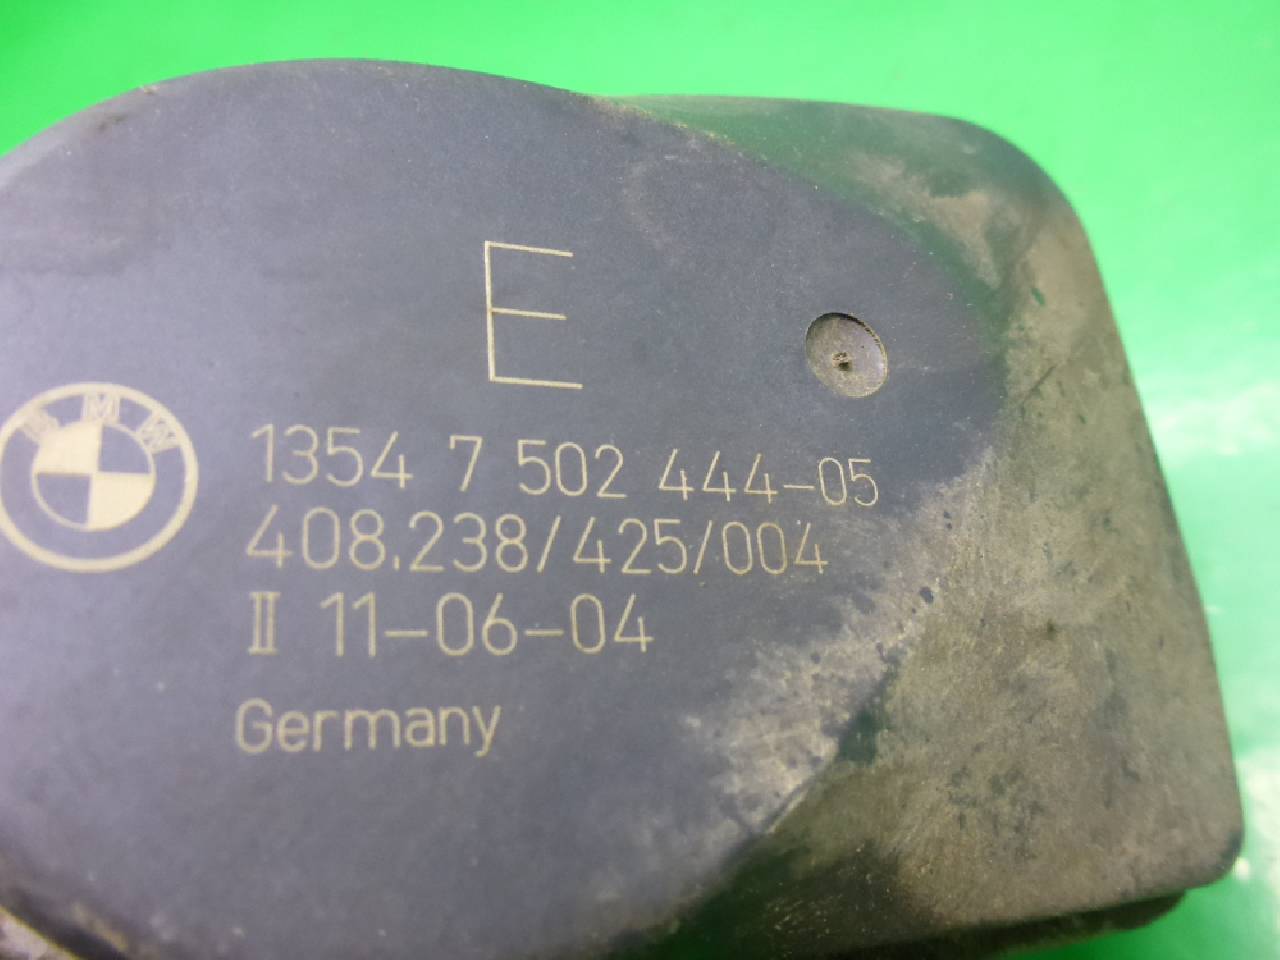 E
BMW
1354 7 502 444-05
408.238/425/004
II 11-06-04
Germany